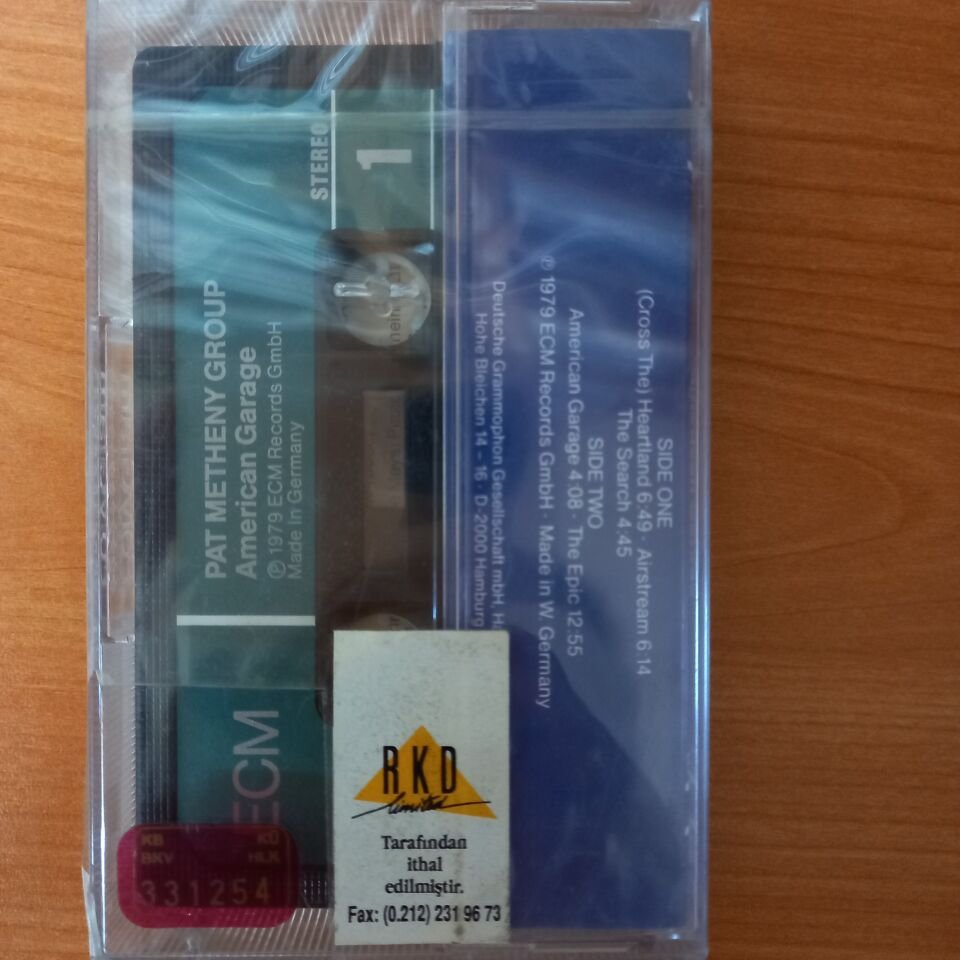 STEREO
1
PAT METHENY GROUP
American Garage
℗ 1979 ECM Records GmbH
Made in Germany
ECM
SIDE ONE
(Cross The) Heartland 6:49 · Airstream 6:14
The Search 4:45
SIDE TWO
American Garage 4:08 · The Epic 12:55
℗ 1979 ECM Records GmbH · Made in W. Germany
Deutsche Grammophon Gesellschaft mbH,
Hohe Bleichen 14 – 16 · D-2000 Hamburg
RKD
limited
Tarafından
ithal
edilmiştir.
Fax: (0.212) 231 96 73
KB KÜ
BKV HLK
331254